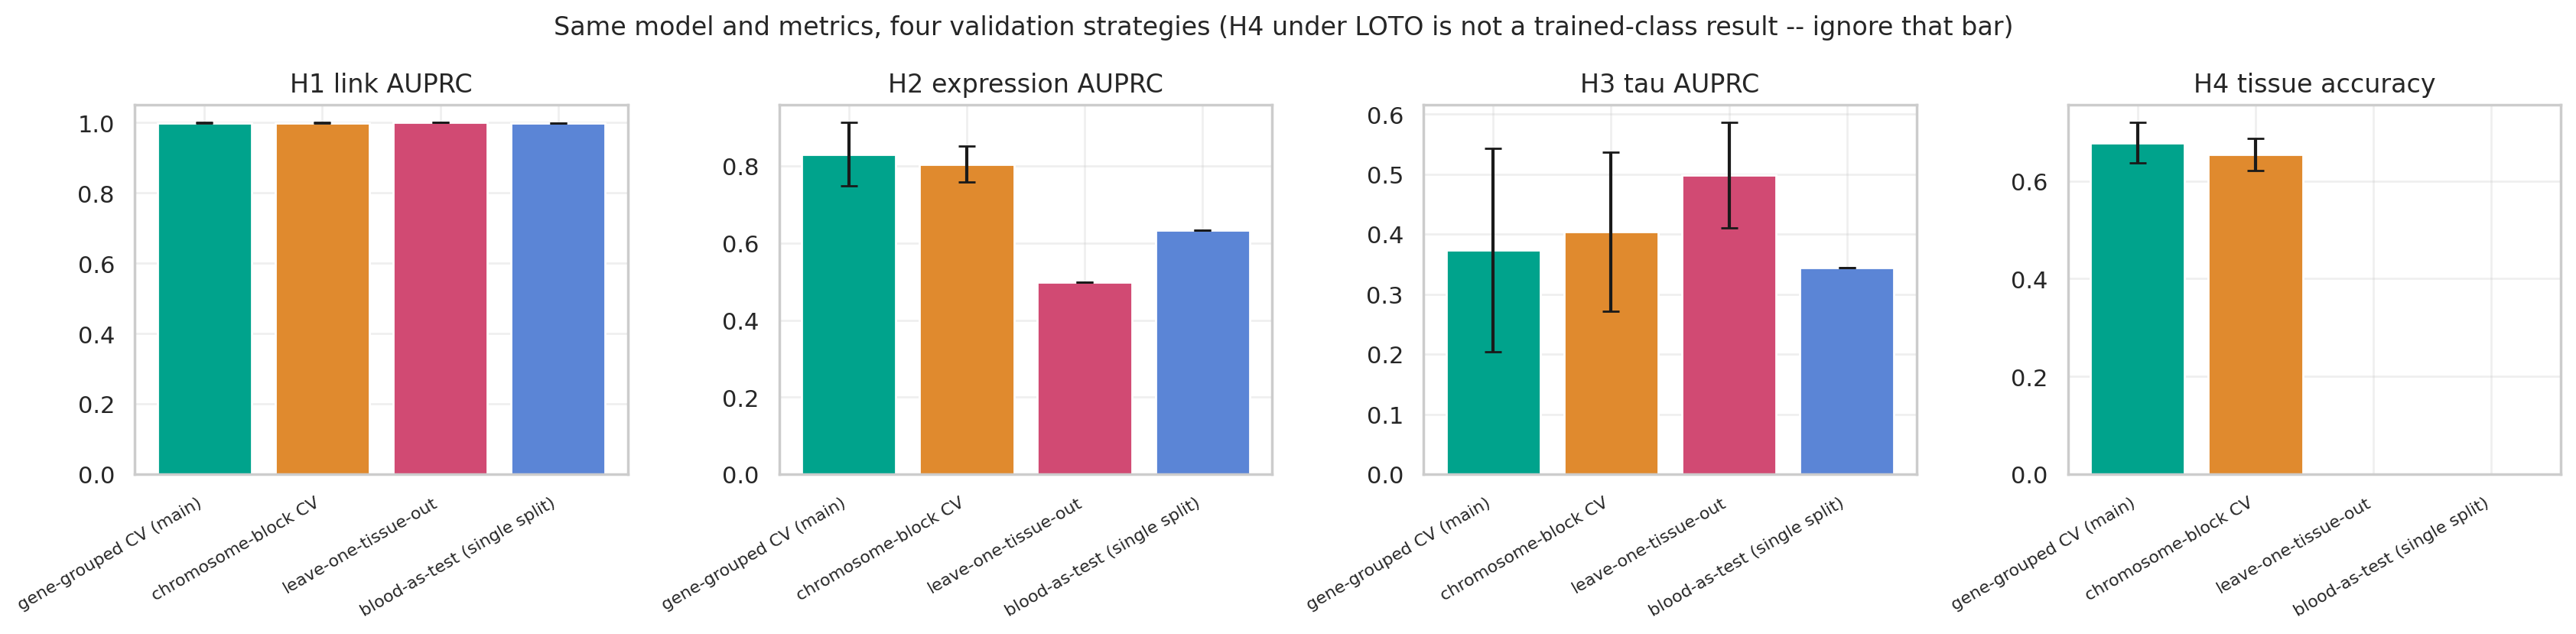 Same model and metrics, four validation strategies (H4 under LOTO is not a trained-class result -- ignore that bar)
H1 link AUPRC
1.0
0.8
0.6
0.4
0.2
0.0
gene-grouped CV (main)
chromosome-block CV
leave-one-tissue-out
blood-as-test (single split)
H2 expression AUPRC
0.8
0.6
0.4
0.2
0.0
gene-grouped CV (main)
chromosome-block CV
leave-one-tissue-out
blood-as-test (single split)
H3 tau AUPRC
0.6
0.5
0.4
0.3
0.2
0.1
0.0
gene-grouped CV (main)
chromosome-block CV
leave-one-tissue-out
blood-as-test (single split)
H4 tissue accuracy
0.6
0.4
0.2
0.0
gene-grouped CV (main)
chromosome-block CV
leave-one-tissue-out
blood-as-test (single split)